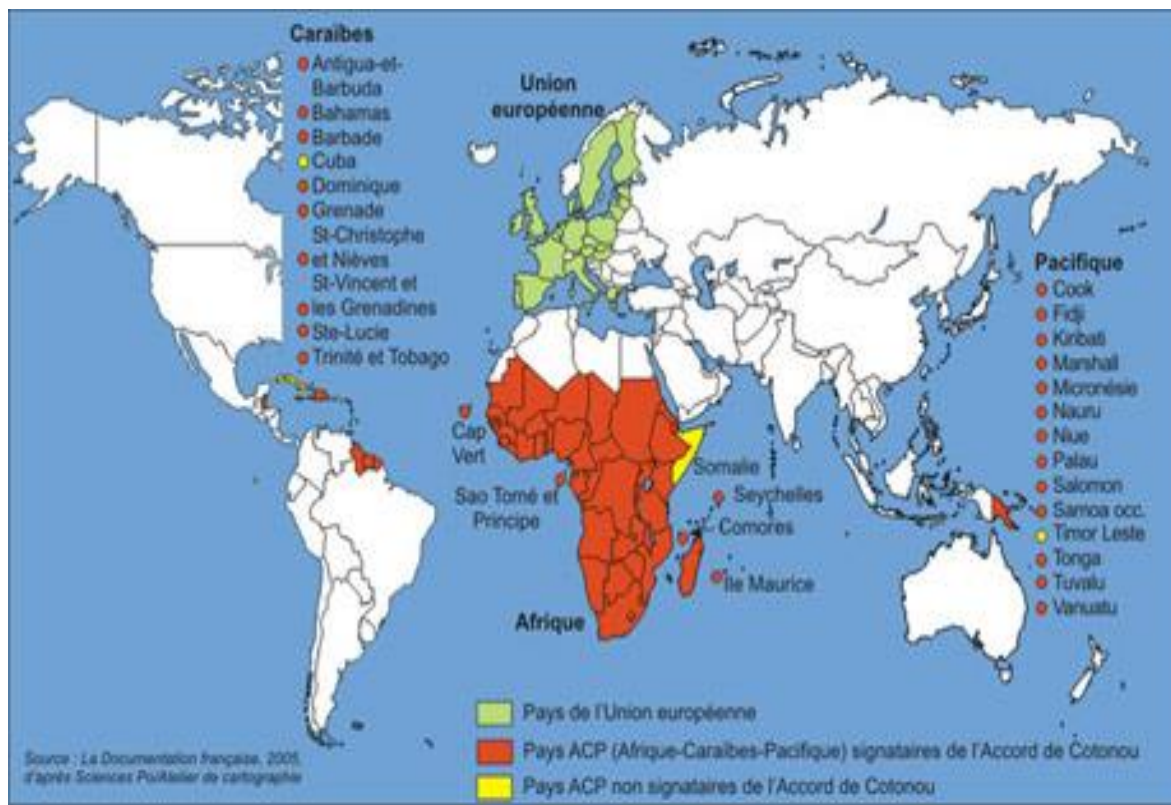 Caraïbes
Antigua-et-
Barbuda
Bahamas
Barbade
Cuba
Dominique
Grenade
St-Christophe
et Nièves
St-Vincent et
les Grenadines
Ste-Lucie
Trinité et Tobago
Union
européenne
Pacifique
Cook
Fidji
Kiribati
Marshall
Micronésie
Nauru
Niue
Palau
Salomon
Samoa occ.
Timor Leste
Tonga
Tuvalu
Vanuatu
Cap
Vert
Sao Tomé et
Principe
Somalie
Seychelles
Comores
Île Maurice
Afrique
Pays de l'Union européenne
Pays ACP (Afrique-Caraïbes-Pacifique) signataires de l'Accord de Cotonou
Pays ACP non signataires de l'Accord de Cotonou
Source : La Documentation française, 2005,
d'après Sciences Po/Atelier de cartographie